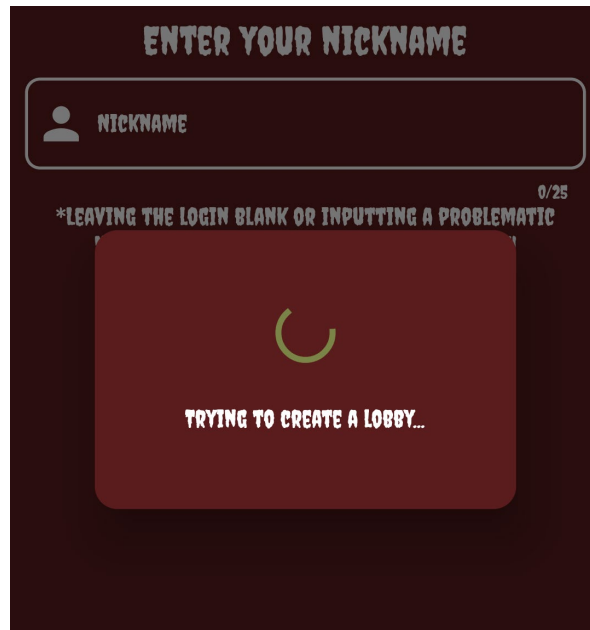 ENTER YOUR NICKNAME
NICKNAME
0/25
*LEAVING THE LOGIN BLANK OR INPUTTING A PROBLEMATIC
TRYING TO CREATE A LOBBY...